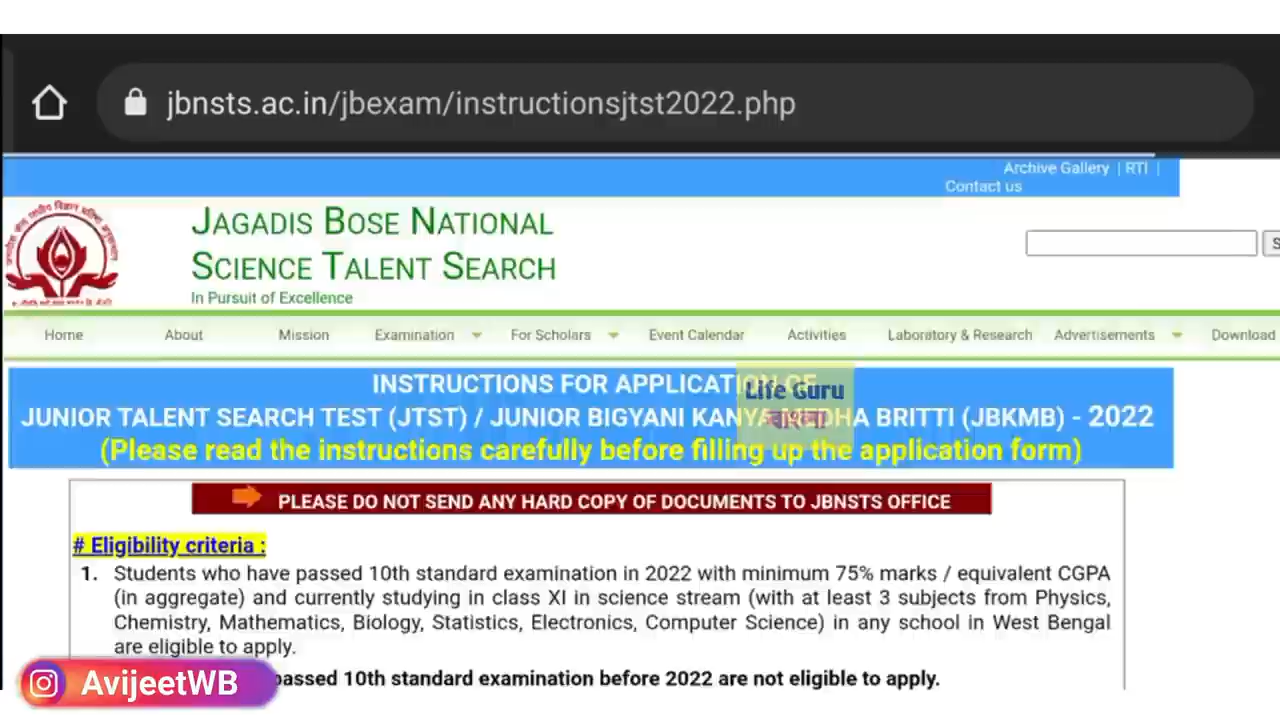 jbnsts.ac.in/jbexam/instructionsjtst2022.php
Archive Gallery | RTI |
Contact us
JAGADIS BOSE NATIONAL
SCIENCE TALENT SEARCH
In Pursuit of Excellence
Home About Mission Examination For Scholars Event Calendar Activities Laboratory & Research Advertisements Download
INSTRUCTIONS FOR APPLICATION OF
Life Guru
বাংলা
JUNIOR TALENT SEARCH TEST (JTST) / JUNIOR BIGYANI KANYA MEDHA BRITTI (JBKMB) - 2022
(Please read the instructions carefully before filling up the application form)
PLEASE DO NOT SEND ANY HARD COPY OF DOCUMENTS TO JBNSTS OFFICE
# Eligibility criteria :
1. Students who have passed 10th standard examination in 2022 with minimum 75% marks / equivalent CGPA
(in aggregate) and currently studying in class XI in science stream (with at least 3 subjects from Physics,
Chemistry, Mathematics, Biology, Statistics, Electronics, Computer Science) in any school in West Bengal
are eligible to apply.
passed 10th standard examination before 2022 are not eligible to apply.
AvijeetWB